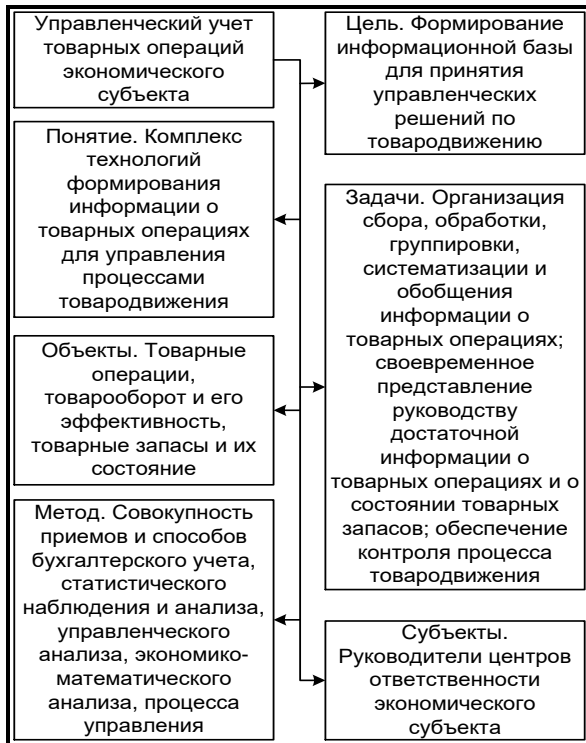 Управленческий учет
товарных операций
экономического
субъекта
Цель. Формирование
информационной базы
для принятия
управленческих
решений по
товародвижению
Понятие. Комплекс
технологий
формирования
информации о
товарных операциях
для управления
процессами
товародвижения
Задачи. Организация
сбора, обработки,
группировки,
систематизации и
обобщения
информации о
товарных операциях;
своевременное
представление
руководству
достаточной
информации о
товарных операциях и о
состоянии товарных
запасов; обеспечение
контроля процесса
товародвижения
Объекты. Товарные
операции,
товарооборот и его
эффективность,
товарные запасы и их
состояние
Метод. Совокупность
приемов и способов
бухгалтерского учета,
статистического
наблюдения и анализа,
управленческого
анализа, экономико-
математического
анализа, процесса
управления
Субъекты.
Руководители центров
ответственности
экономического
субъекта